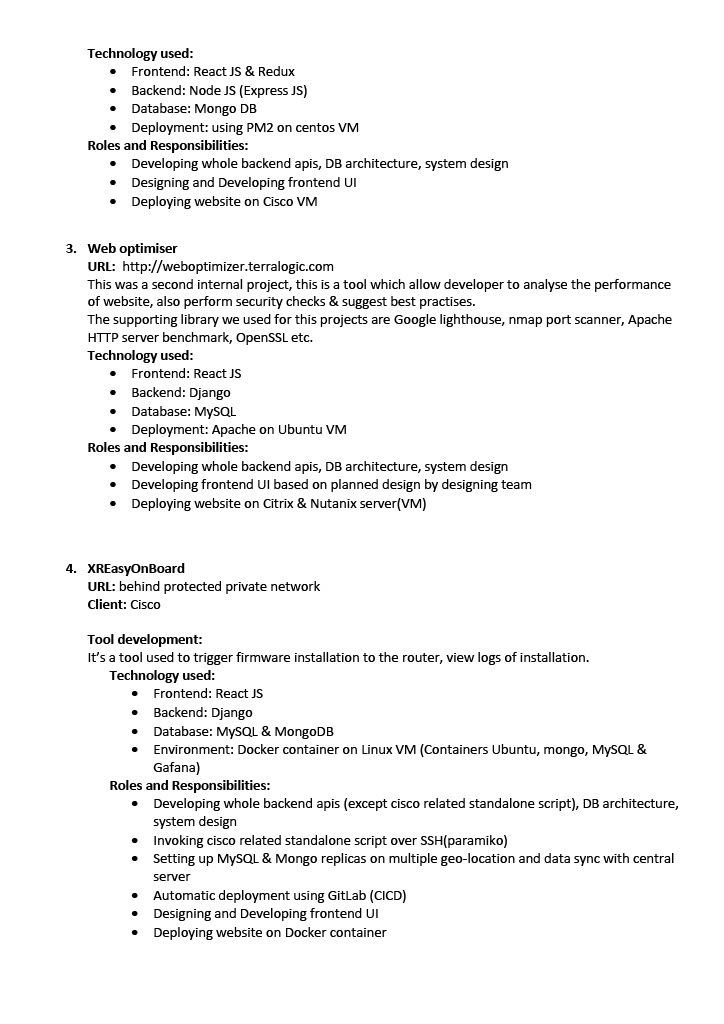 Technology used:
• Frontend: React JS & Redux
• Backend: Node JS (Express JS)
• Database: Mongo DB
• Deployment: using PM2 on centos VM
Roles and Responsibilities:
• Developing whole backend apis, DB architecture, system design
• Designing and Developing frontend UI
• Deploying website on Cisco VM
3. Web optimiser
URL: http://weboptimizer.terralogic.com
This was a second internal project, this is a tool which allow developer to analyse the performance
of website, also perform security checks & suggest best practises.
The supporting library we used for this projects are Google lighthouse, nmap port scanner, Apache
HTTP server benchmark, OpenSSL etc.
Technology used:
• Frontend: React JS
• Backend: Django
• Database: MySQL
• Deployment: Apache on Ubuntu VM
Roles and Responsibilities:
• Developing whole backend apis, DB architecture, system design
• Developing frontend UI based on planned design by designing team
• Deploying website on Citrix & Nutanix server(VM)
4. XREasyOnBoard
URL: behind protected private network
Client: Cisco
Tool development:
It’s a tool used to trigger firmware installation to the router, view logs of installation.
Technology used:
• Frontend: React JS
• Backend: Django
• Database: MySQL & MongoDB
• Environment: Docker container on Linux VM (Containers Ubuntu, mongo, MySQL &
Gafana)
Roles and Responsibilities:
• Developing whole backend apis (except cisco related standalone script), DB architecture,
system design
• Invoking cisco related standalone script over SSH(paramiko)
• Setting up MySQL & Mongo replicas on multiple geo-location and data sync with central
server
• Automatic deployment using GitLab (CICD)
• Designing and Developing frontend UI
• Deploying website on Docker container